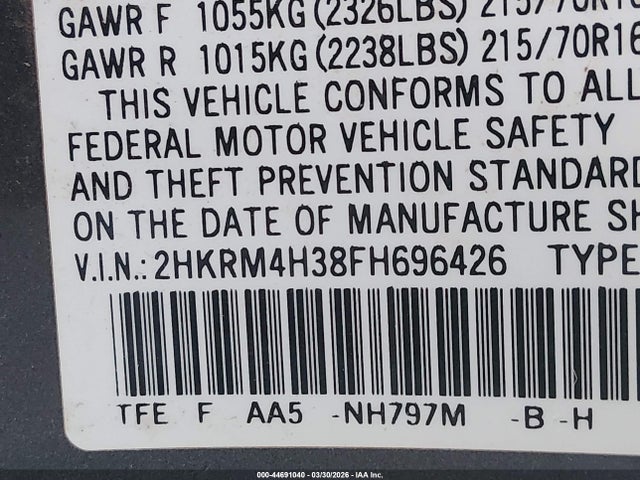 GAWR F 1055KG (2326LBS) 215/70R16
GAWR R 1015KG (2238LBS) 215/70R16
THIS VEHICLE CONFORMS TO ALL
FEDERAL MOTOR VEHICLE SAFETY
AND THEFT PREVENTION STANDARD
ON THE DATE OF MANUFACTURE SH
V.I.N.: 2HKRM4H38FH696426 TYPE
TFE F AA5 -NH797M -B -H
000-44691040 - 03/30/2026 - IAA Inc.